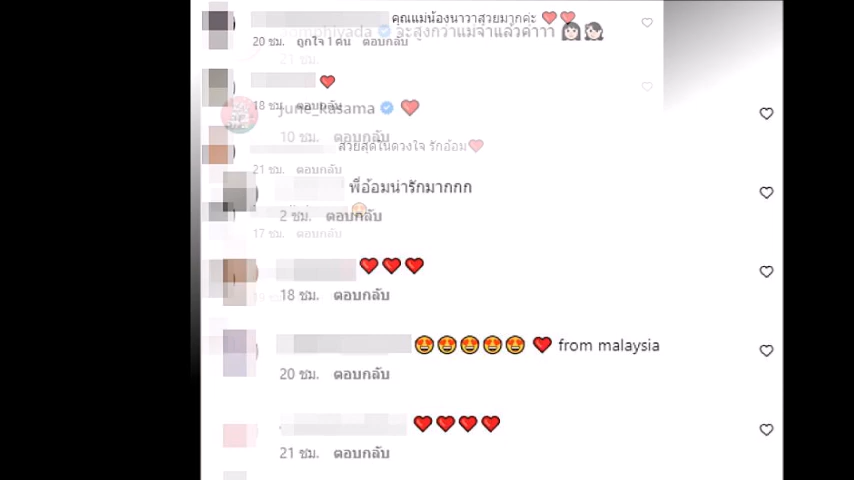 คุณแม่น้องนาวาสวยมากค่ะ ❤️❤️
somphiyada จะสูงกว่าแม่จ๋าแล้วค่าาา 👩🏻👧🏻
20 ชม. ถูกใจ 1 คน ตอบกลับ
21 ชม.
❤️
18 ชม. ตอบกลับ
june_kasama ❤️
10 ชม. ตอบกลับ
สวยสุดในดวงใจ รักอ้อม❤️
21 ชม. ตอบกลับ
พี่อ้อมน่ารักมากกก
😍
2 ชม. ตอบกลับ
17 ชม. ตอบกลับ
❤️❤️❤️
18 ชม. ตอบกลับ
😍😍😍😍😍 ❤️ from malaysia
20 ชม. ตอบกลับ
❤️❤️❤️❤️
21 ชม. ตอบกลับ